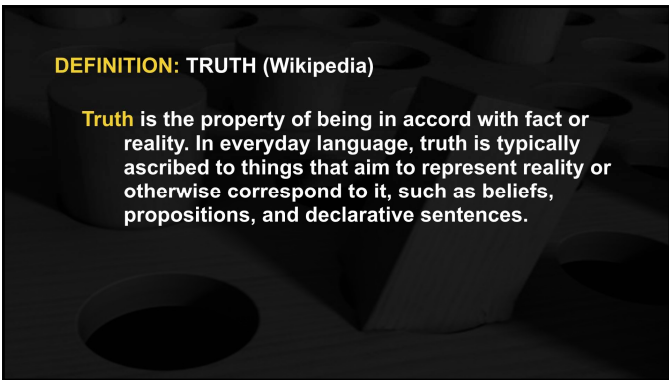 DEFINITION: TRUTH (Wikipedia)
Truth is the property of being in accord with fact or
reality. In everyday language, truth is typically
ascribed to things that aim to represent reality or
otherwise correspond to it, such as beliefs,
propositions, and declarative sentences.